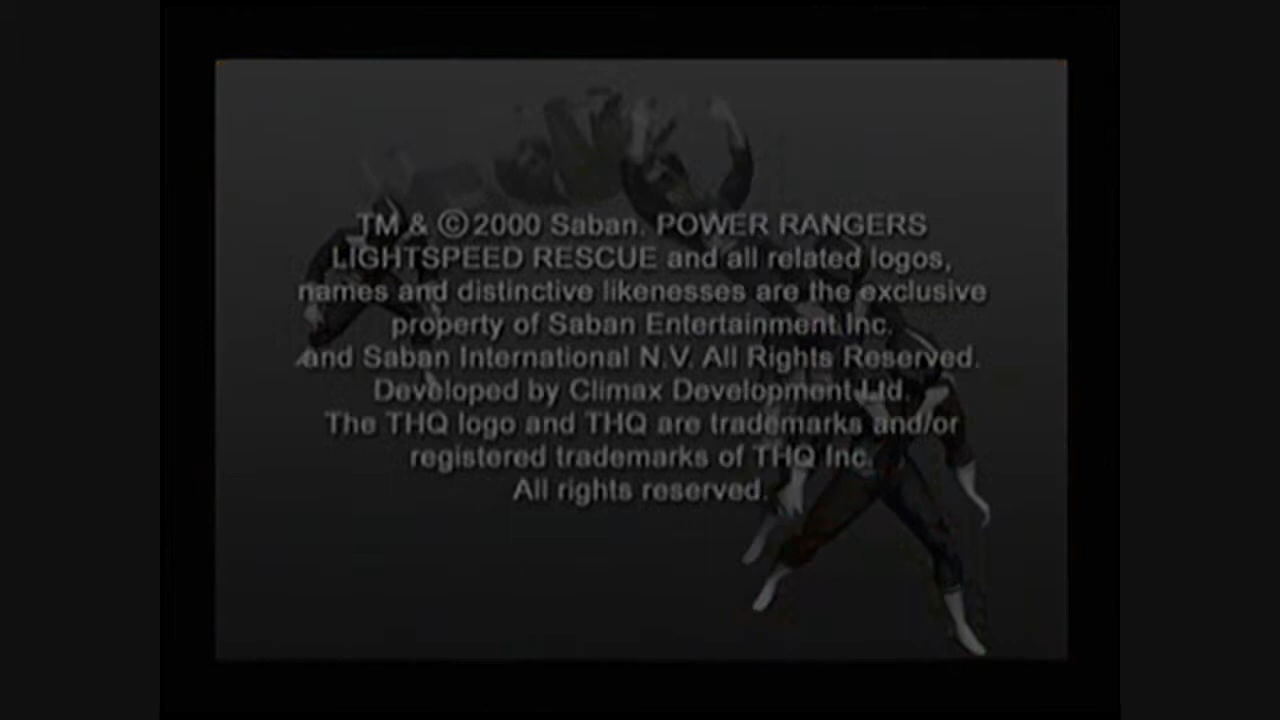 TM & ©2000 Saban. POWER RANGERS
LIGHTSPEED RESCUE and all related logos,
names and distinctive likenesses are the exclusive
property of Saban Entertainment Inc.
and Saban International N.V. All Rights Reserved.
Developed by Climax Development Ltd.
The THQ logo and THQ are trademarks and/or
registered trademarks of THQ Inc.
All rights reserved.